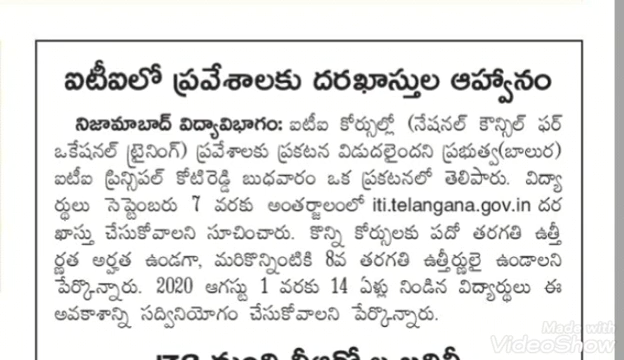 ఐటీఐలో ప్రవేశాలకు దరఖాస్తుల ఆహ్వానం
నిజామాబాద్ విద్యావిభాగం: ఐటీఐ కోర్సుల్లో (నేషనల్ కౌన్సిల్ ఫర్
ఒకేషనల్ ట్రైనింగ్) ప్రవేశాలకు ప్రకటన విడుదలైందని ప్రభుత్వ(బాలుర)
ఐటీఐ ప్రిన్సిపల్ కోటిరెడ్డి బుధవారం ఒక ప్రకటనలో తెలిపారు. విద్యా
ర్థులు సెప్టెంబరు 7 వరకు అంతర్జాలంలో iti.telangana.gov.in దర
ఖాస్తు చేసుకోవాలని సూచించారు. కొన్ని కోర్సులకు పదో తరగతి ఉత్తీ
ర్ణత అర్హత ఉండగా, మరికొన్నింటికి 8వ తరగతి ఉత్తీర్ణులై ఉండాలని
పేర్కొన్నారు. 2020 ఆగస్టు 1 వరకు 14 ఏళ్లు నిండిన విద్యార్థులు ఈ
అవకాశాన్ని సద్వినియోగం చేసుకోవాలని పేర్కొన్నారు.
Made with
VideoShow